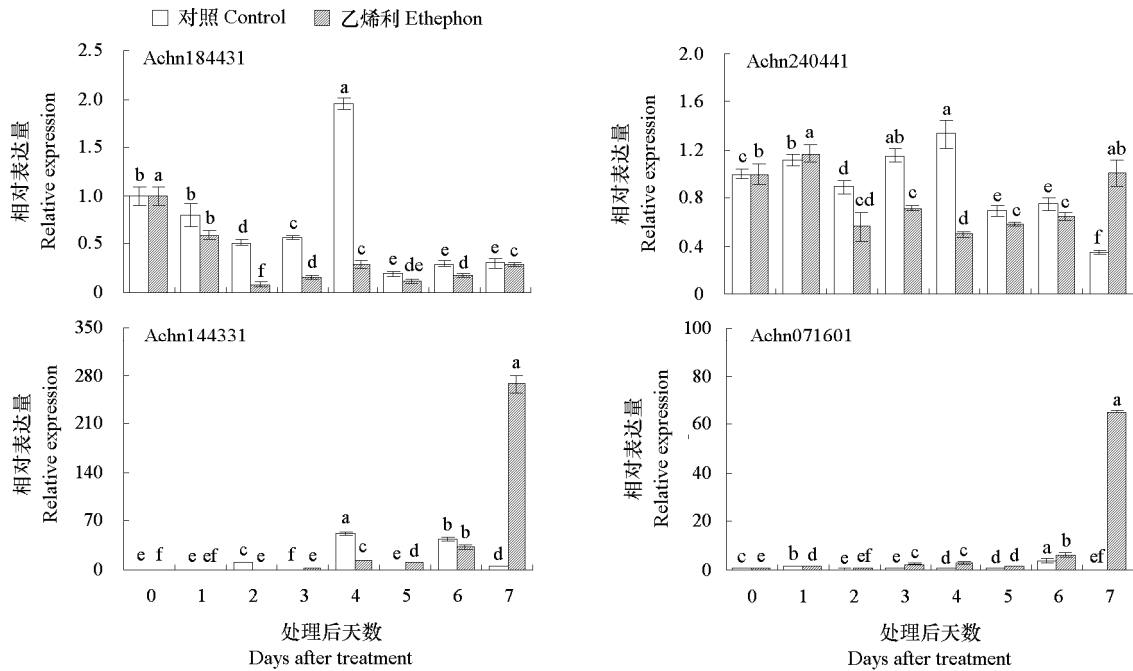 对照 Control 乙烯利 Ethephon
Achn184431
相对表达量
Relative expression
2.5
2.0
1.5
1.0
0.5
0
b a b b d f c d a c e de e d e c
Achn240441
相对表达量
Relative expression
2.0
1.6
1.2
0.8
0.4
0
c b b a d cd ab c a d e c e c f ab
Achn144331
相对表达量
Relative expression
350
280
210
140
70
0
e f e ef c e f e a c e d b b d a
0 1 2 3 4 5 6 7
处理后天数
Days after treatment
Achn071601
相对表达量
Relative expression
100
80
60
40
20
0
c e b d e ef e c d c d d a b ef a
0 1 2 3 4 5 6 7
处理后天数
Days after treatment